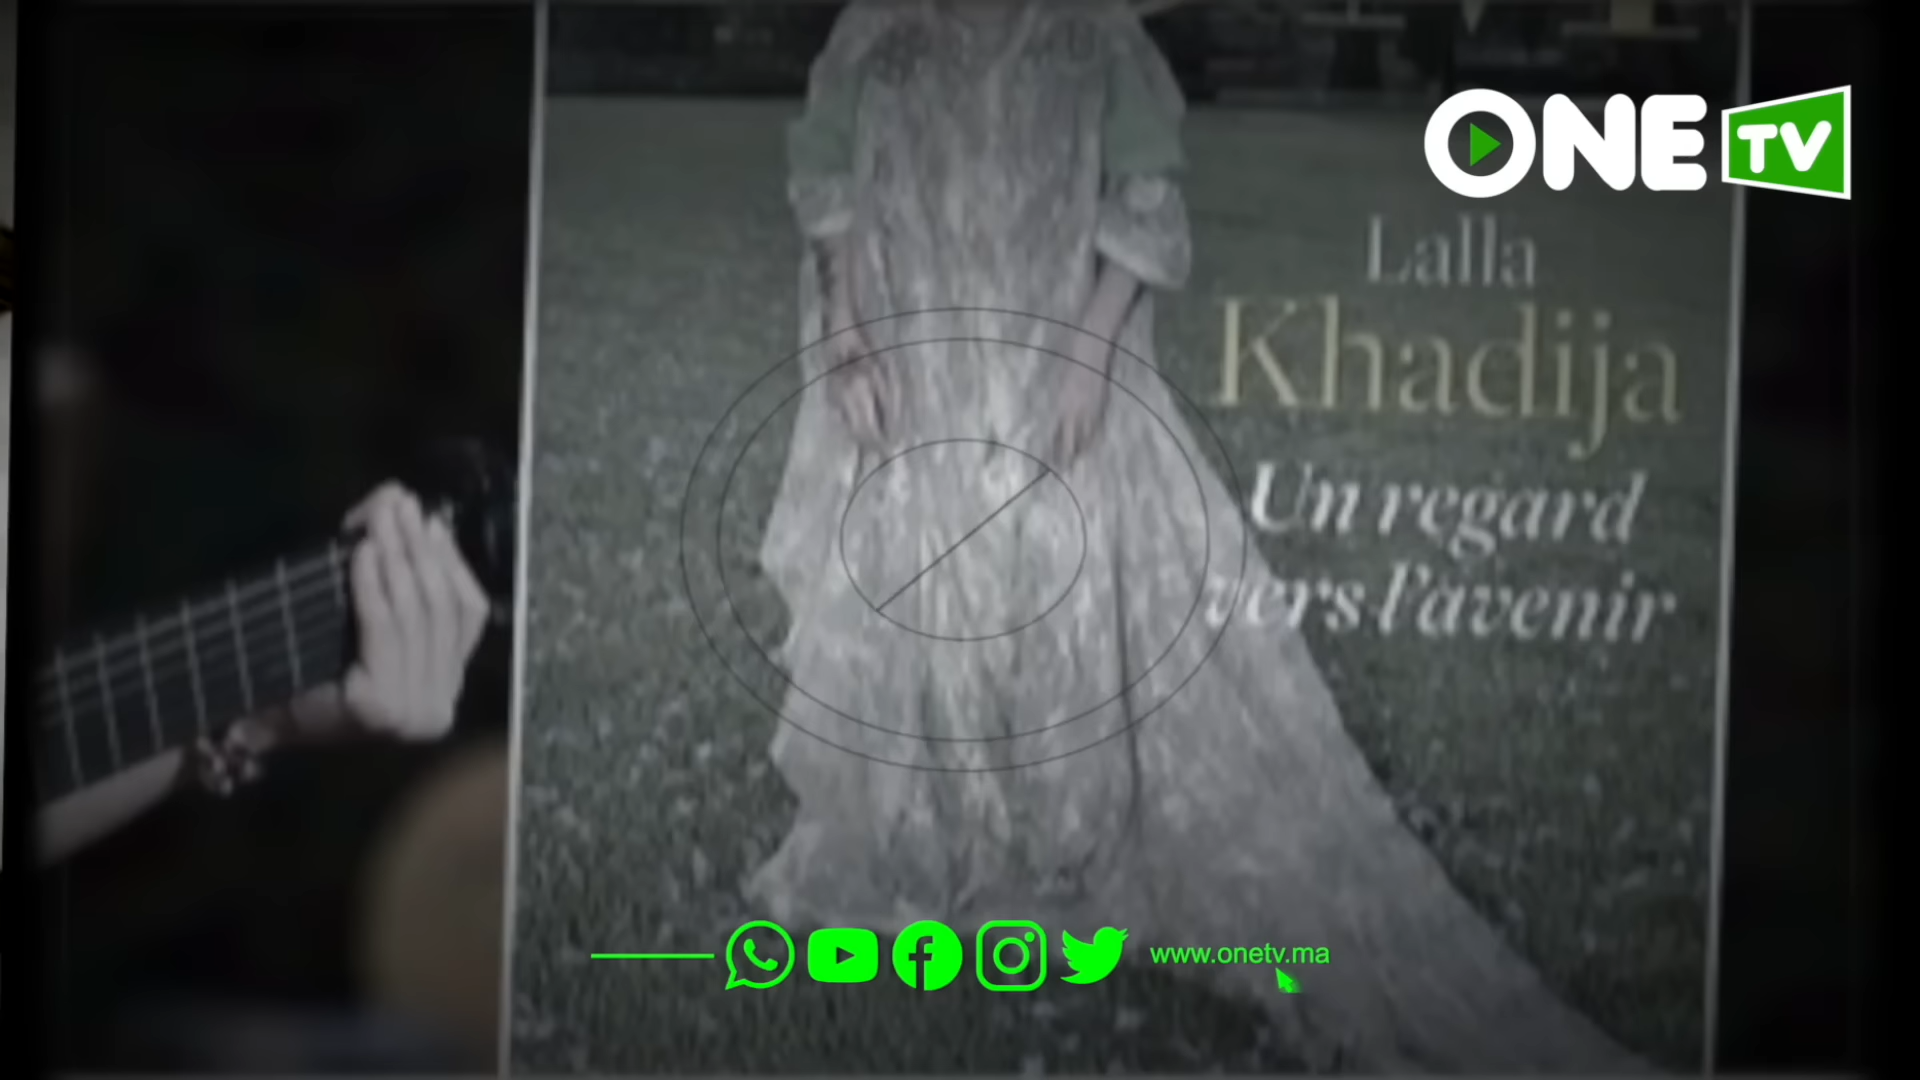 ONE TV
Lalla
Khadija
Un regard
vers l'avenir
www.onetv.ma